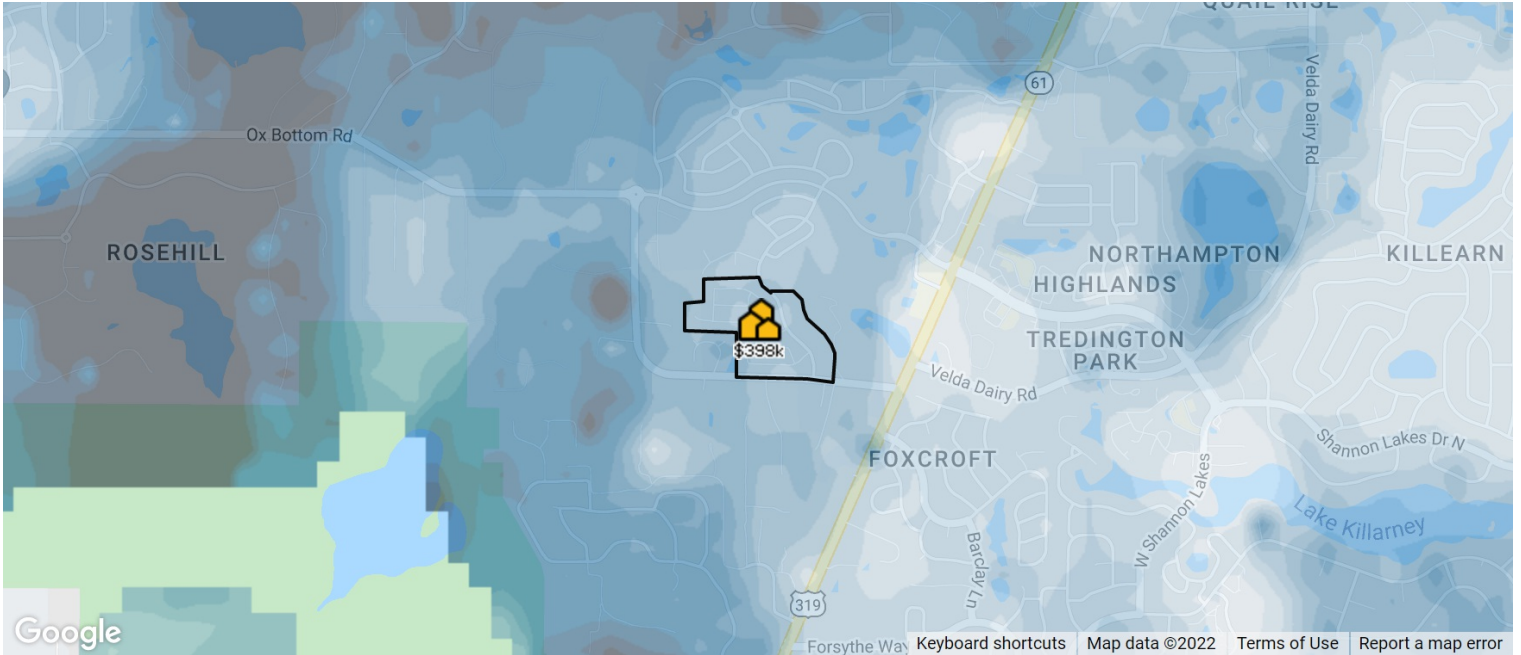 QUAIL RISE
61
Velda Dairy Rd
Ox Bottom Rd
ROSEHILL
NORTHAMPTON
KILLEARN
HIGHLANDS
TREDINGTON
PARK
$398k
Velda Dairy Rd
FOXCROFT
Shannon Lakes Dr N
W Shannon Lakes
Lake Killarney
Barclay Ln
319
Forsythe Way
Google
Keyboard shortcuts
Map data ©2022
Terms of Use
Report a map error